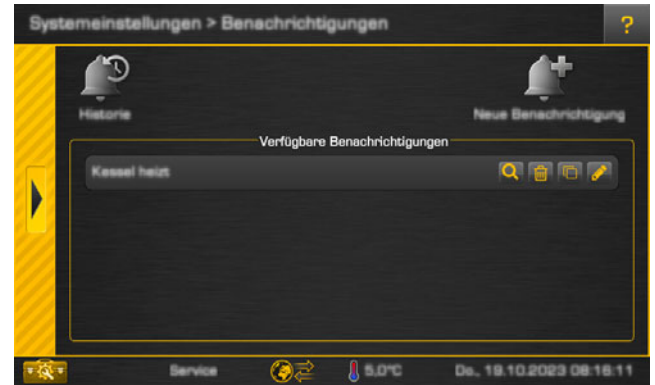 Systemeinstellungen > Benachrichtigungen
?
Historie
Neue Benachrichtigung
Verfügbare Benachrichtigungen
Kessel heizt
Service
5,0°C
Do., 19.10.2023 08:16:11